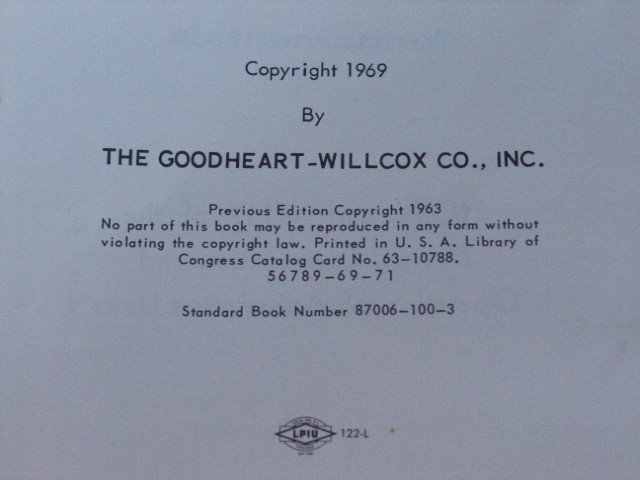 Copyright 1969
By
THE GOODHEART-WILLCOX CO., INC.
Previous Edition Copyright 1963
No part of this book may be reproduced in any form without
violating the copyright law. Printed in U. S. A. Library of
Congress Catalog Card No. 63-10788.
56789-69-71
Standard Book Number 87006-100-3
LPIU 122-L